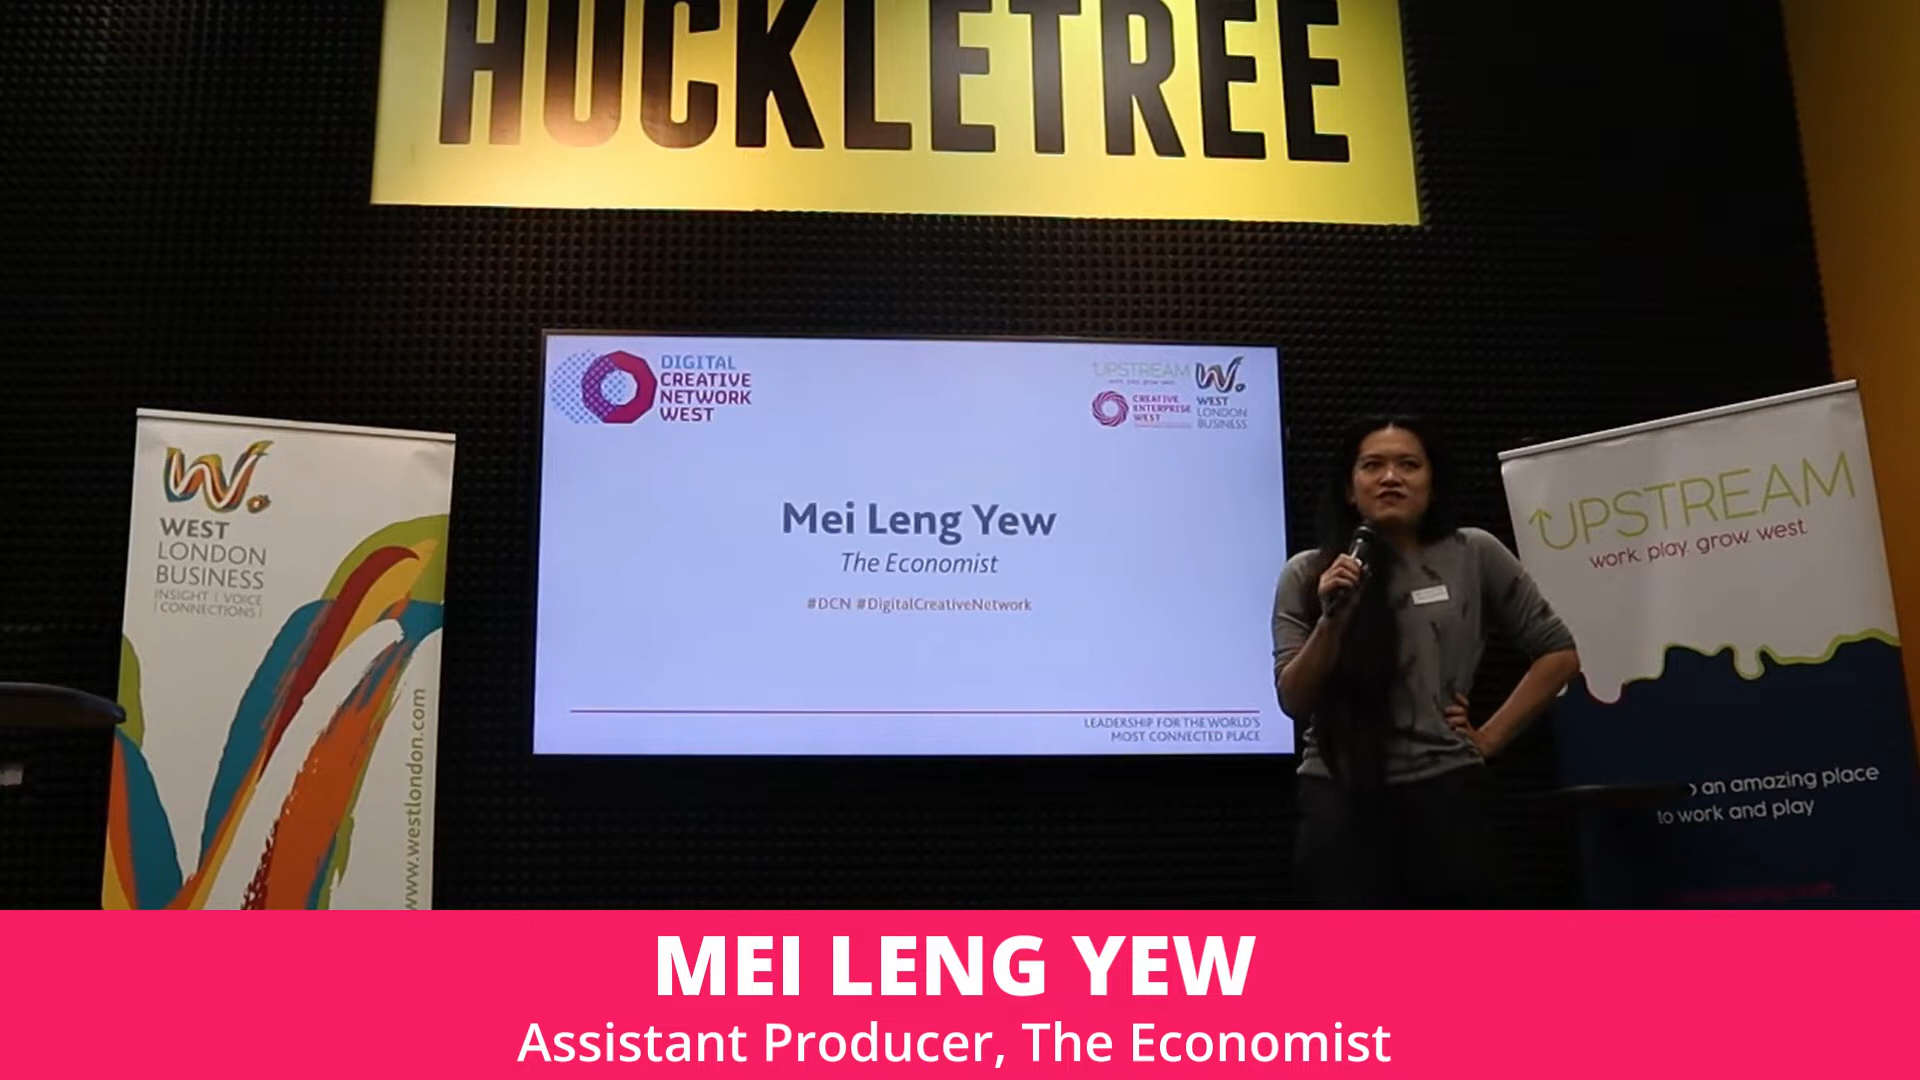 HUCKLETREE
DIGITAL
CREATIVE
NETWORK
WEST
UPSTREAM
CREATIVE
ENTERPRISE
WEST
WEST
LONDON
BUSINESS
Mei Leng Yew
The Economist
#DCN #DigitalCreativeNetwork
LEADERSHIP FOR THE WORLD'S
MOST CONNECTED PLACE
W.
WEST
LONDON
BUSINESS
INSIGHT | VOICE
| CONNECTIONS |
www.westlondon.com
UPSTREAM
work. play. grow. west.
an amazing place
to work and play
MEI LENG YEW
Assistant Producer, The Economist